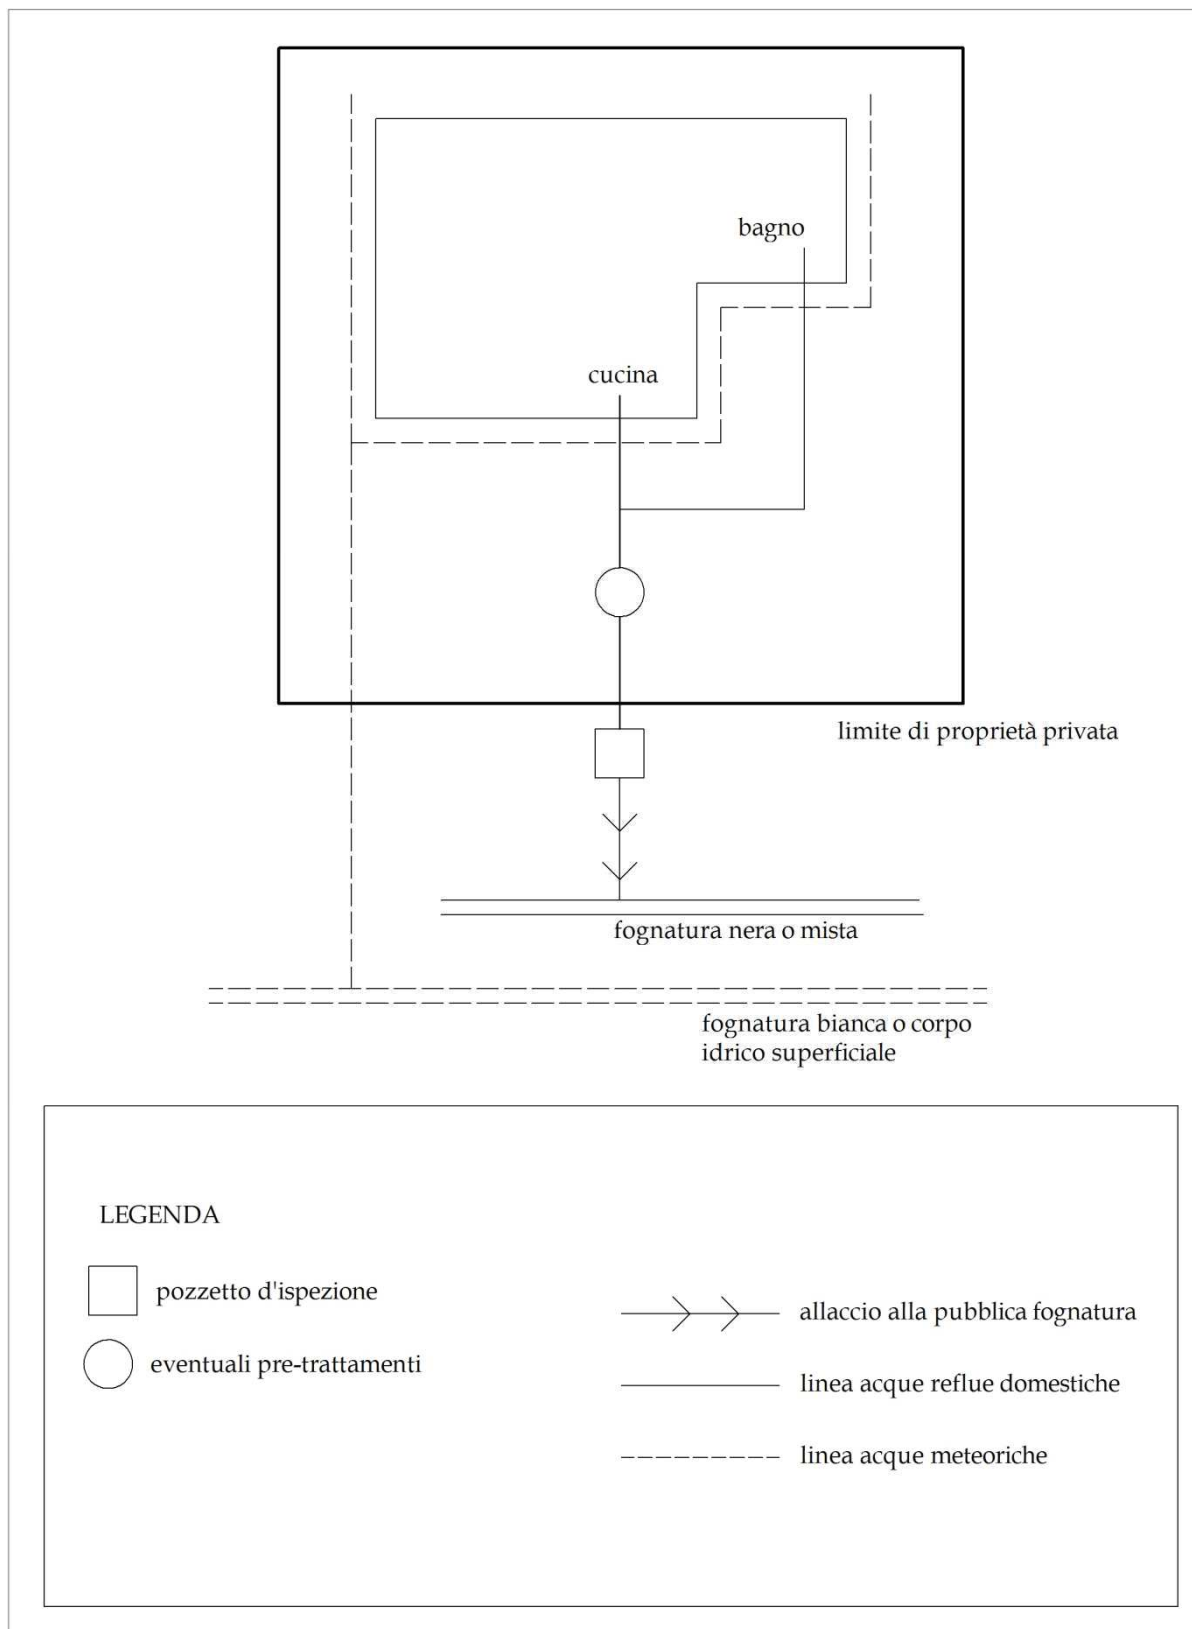 bagno
cucina
limite di proprietà privata
fognatura nera o mista
fognatura bianca o corpo
idrico superficiale
LEGENDA
pozzetto d'ispezione
eventuali pre-trattamenti
allaccio alla pubblica fognatura
linea acque reflue domestiche
linea acque meteoriche